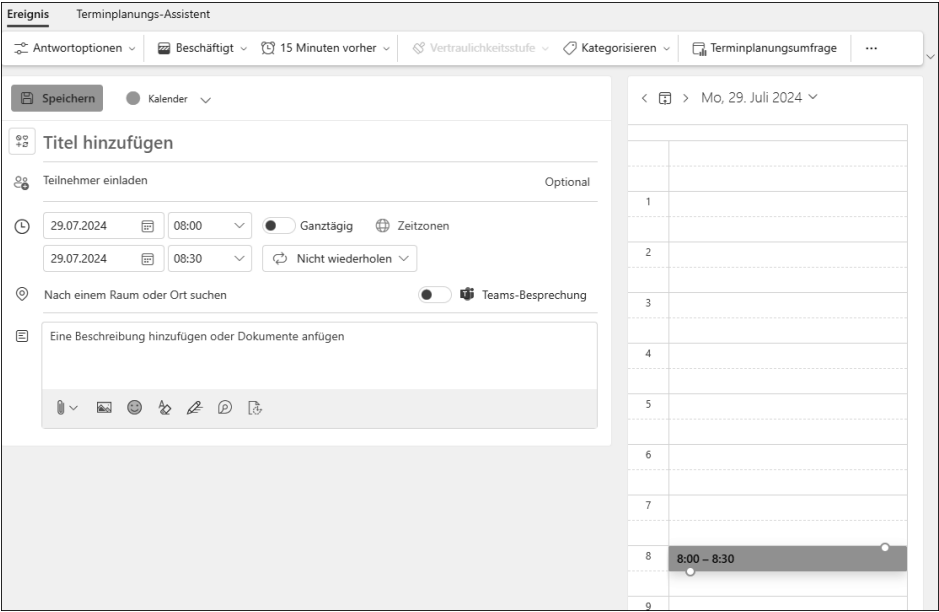 Ereignis Terminplanungs-Assistent
Antwortoptionen Beschäftigt 15 Minuten vorher Vertraulichkeitsstufe Kategorisieren Terminplanungsumfrage ...
Speichern Kalender
Mo, 29. Juli 2024
Titel hinzufügen
Teilnehmer einladen Optional
29.07.2024 08:00 Ganztägig Zeitzonen
29.07.2024 08:30 Nicht wiederholen
Nach einem Raum oder Ort suchen Teams-Besprechung
Eine Beschreibung hinzufügen oder Dokumente anfügen
1
2
3
4
5
6
7
8 8:00 – 8:30
9